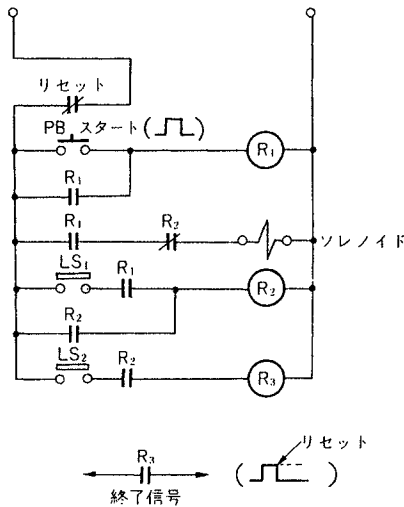 リセット
PB スタート( )
R₁
R₁
R₁ R₂
ソレノイド
LS₁ R₁
R₂
R₂
LS₂ R₂
R₃
リセット
R₃
( )
終了信号